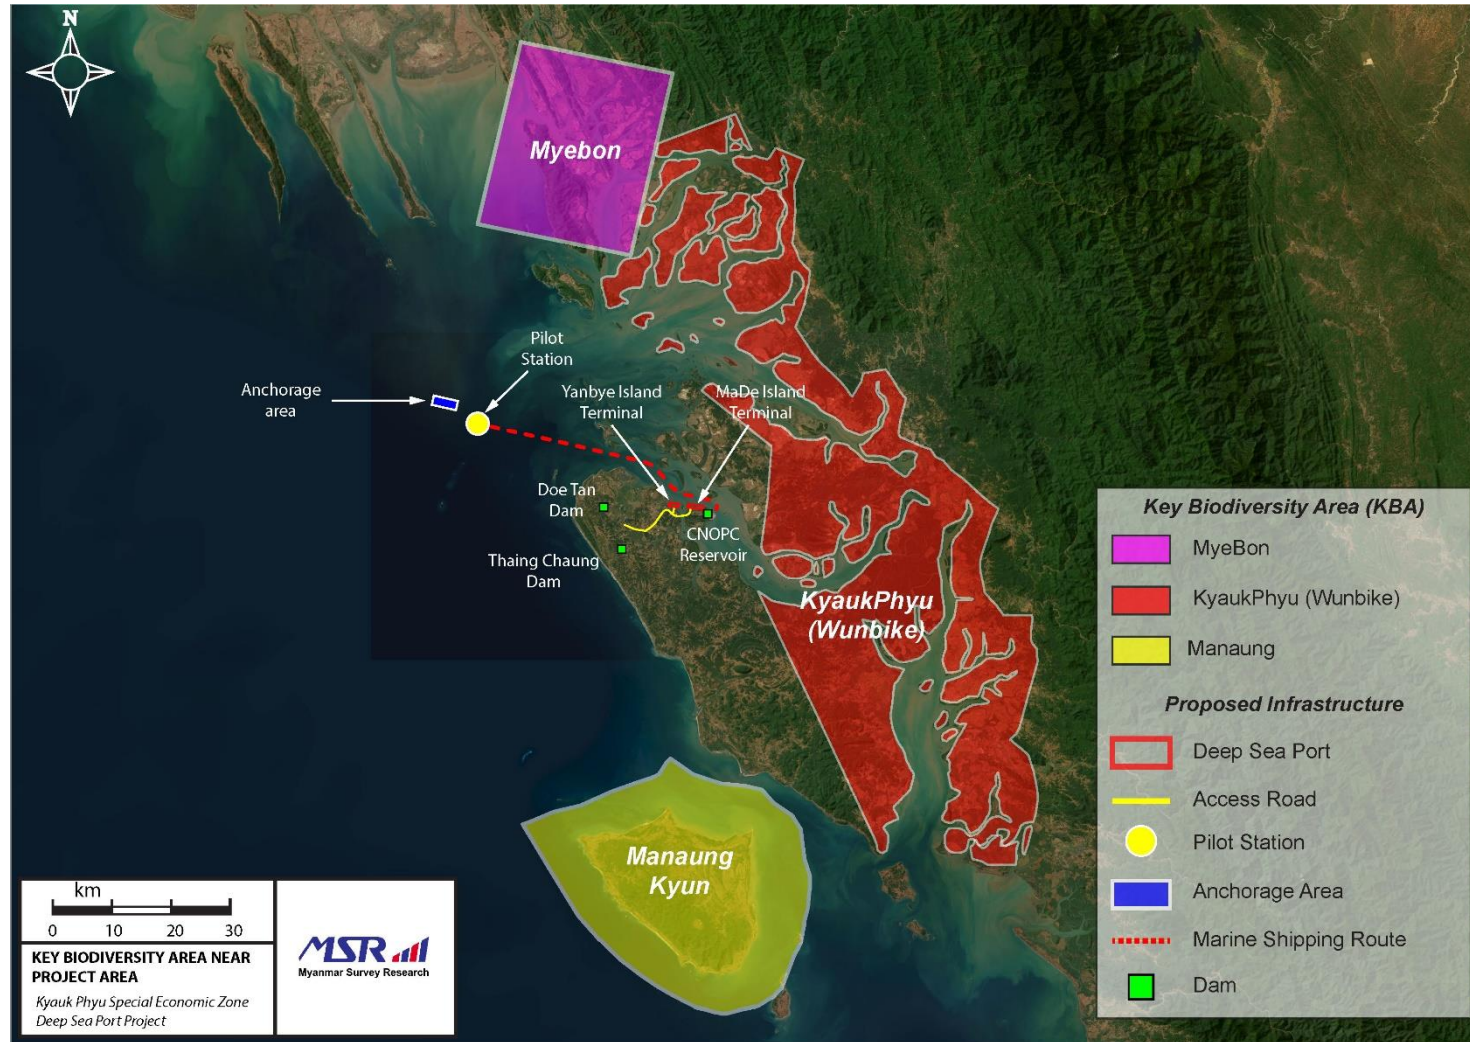 N
Myebon
Pilot
Station
Anchorage
area
Yanbye Island
Terminal
MaDe Island
Terminal
Doe Tan
Dam
CNOPC
Reservoir
Thaing Chaung
Dam
KyaukPhyu
(Wunbike)
Manaung
Kyun
Key Biodiversity Area (KBA)
MyeBon
KyaukPhyu (Wunbike)
Manaung
Proposed Infrastructure
Deep Sea Port
Access Road
Pilot Station
Anchorage Area
Marine Shipping Route
Dam
km
0 10 20 30
KEY BIODIVERSITY AREA NEAR
PROJECT AREA
Kyauk Phyu Special Economic Zone
Deep Sea Port Project
MSR
Myanmar Survey Research